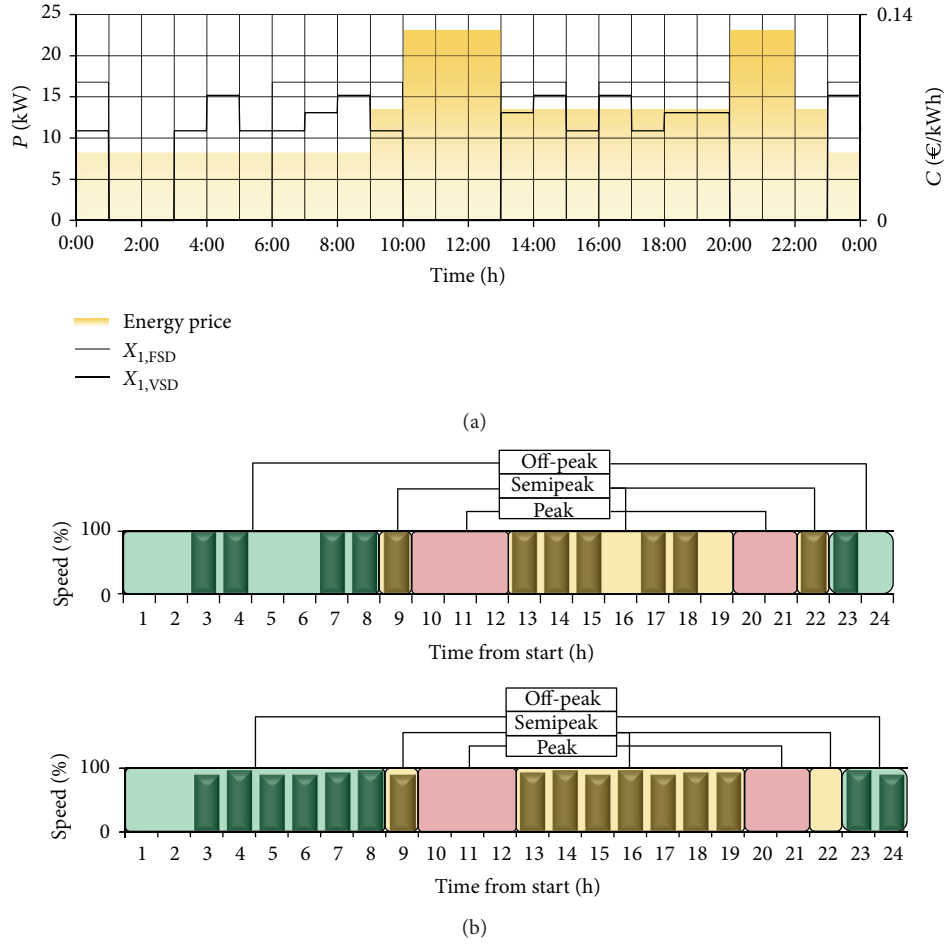 25
20
15
10
5
0
P (kW)
0.14
0
C (€/kWh)
0:00 2:00 4:00 6:00 8:00 10:00 12:00 14:00 16:00 18:00 20:00 22:00 0:00
Time (h)
Energy price
X1,FSD
X1,VSD
(a)
Off-peak
Semipeak
Peak
100
0
Speed (%)
1 2 3 4 5 6 7 8 9 10 11 12 13 14 15 16 17 18 19 20 21 22 23 24
Time from start (h)
Off-peak
Semipeak
Peak
100
0
Speed (%)
1 2 3 4 5 6 7 8 9 10 11 12 13 14 15 16 17 18 19 20 21 22 23 24
Time from start (h)
(b)